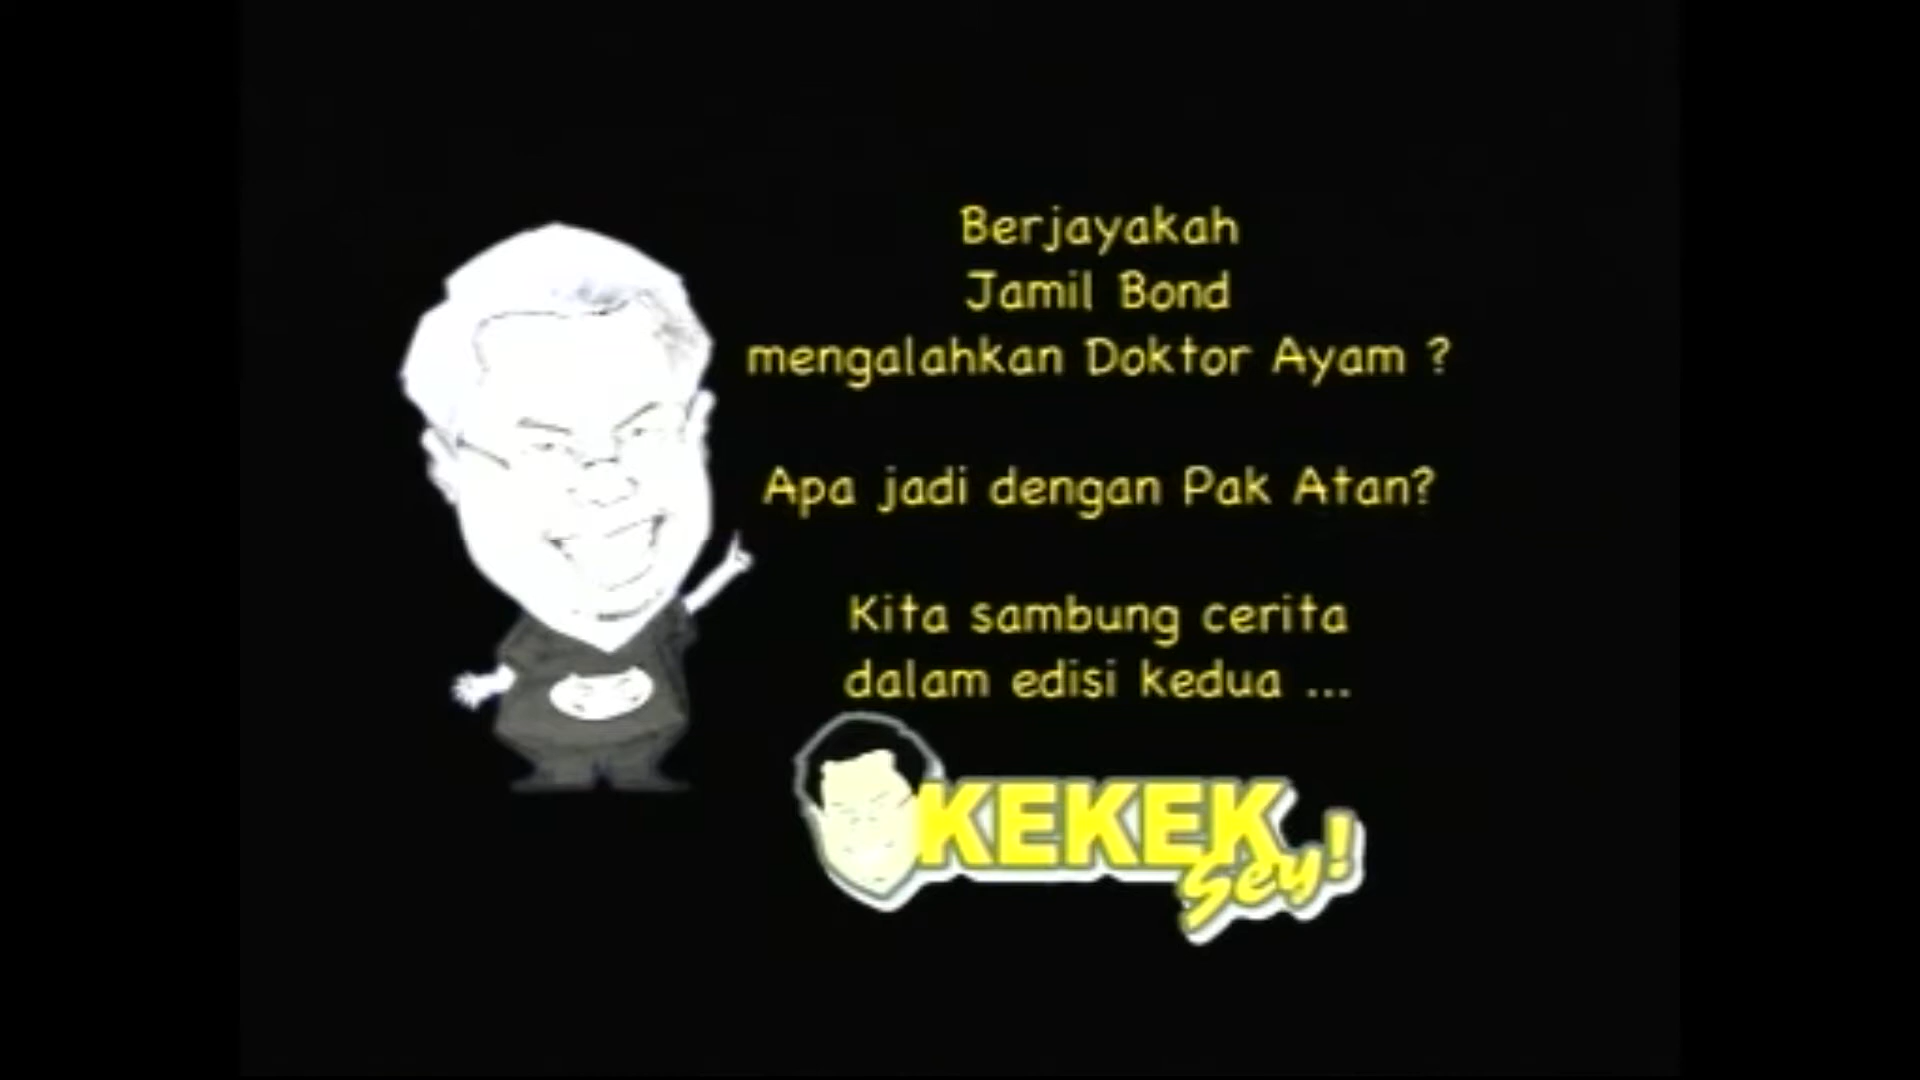 Berjayakah
Jamil Bond
mengalahkan Doktor Ayam ?
Apa jadi dengan Pak Atan?
Kita sambung cerita
dalam edisi kedua ...
KEKEK
Sey!